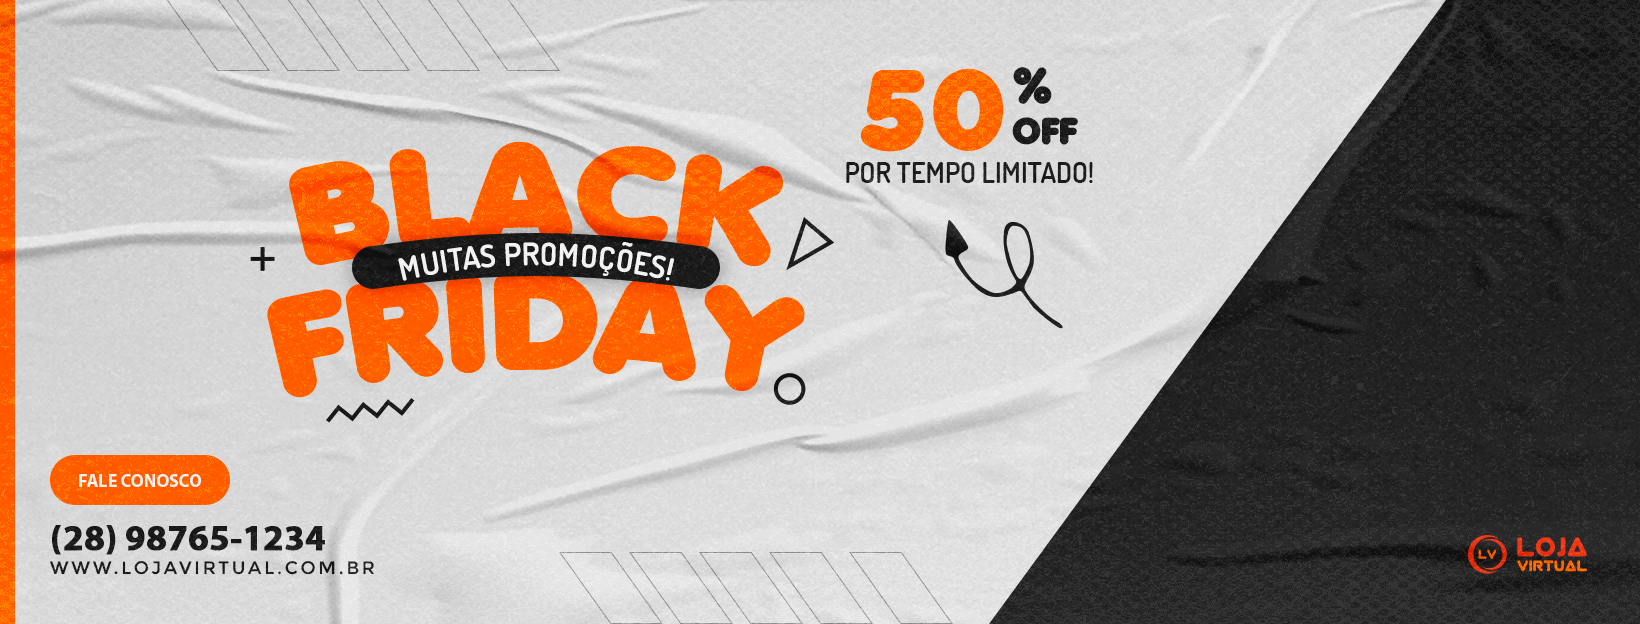 BLACK
MUITAS PROMOÇÕES!
FRIDAY
50%
OFF
POR TEMPO LIMITADO!
FALE CONOSCO
(28) 98765-1234
WWW.LOJAVIRTUAL.COM.BR
LV
LOJA
VIRTUAL